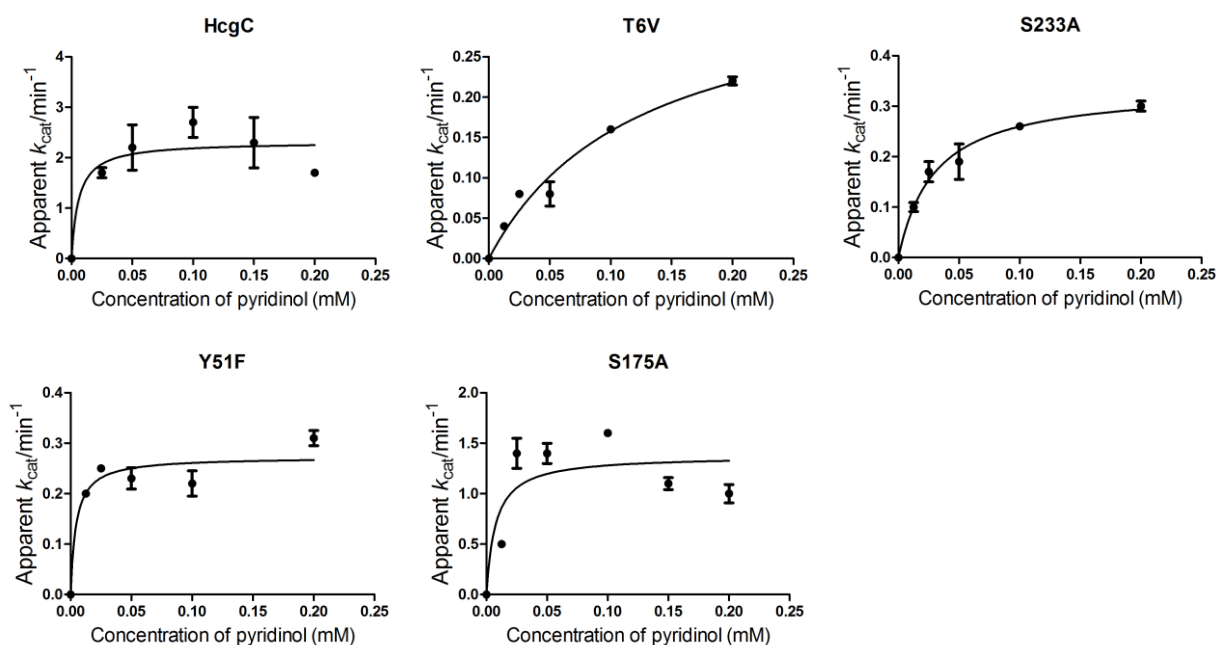 HcgC
Apparent kcat/min⁻¹
4
3
2
1
0
0.00 0.05 0.10 0.15 0.20 0.25
Concentration of pyridinol (mM)
T6V
Apparent kcat/min⁻¹
0.25
0.20
0.15
0.10
0.05
0.00
0.00 0.05 0.10 0.15 0.20 0.25
Concentration of pyridinol (mM)
S233A
Apparent kcat/min⁻¹
0.4
0.3
0.2
0.1
0.0
0.00 0.05 0.10 0.15 0.20 0.25
Concentration of pyridinol (mM)
Y51F
Apparent kcat/min⁻¹
0.4
0.3
0.2
0.1
0.0
0.00 0.05 0.10 0.15 0.20 0.25
Concentration of pyridinol (mM)
S175A
Apparent kcat/min⁻¹
2.0
1.5
1.0
0.5
0.0
0.00 0.05 0.10 0.15 0.20 0.25
Concentration of pyridinol (mM)